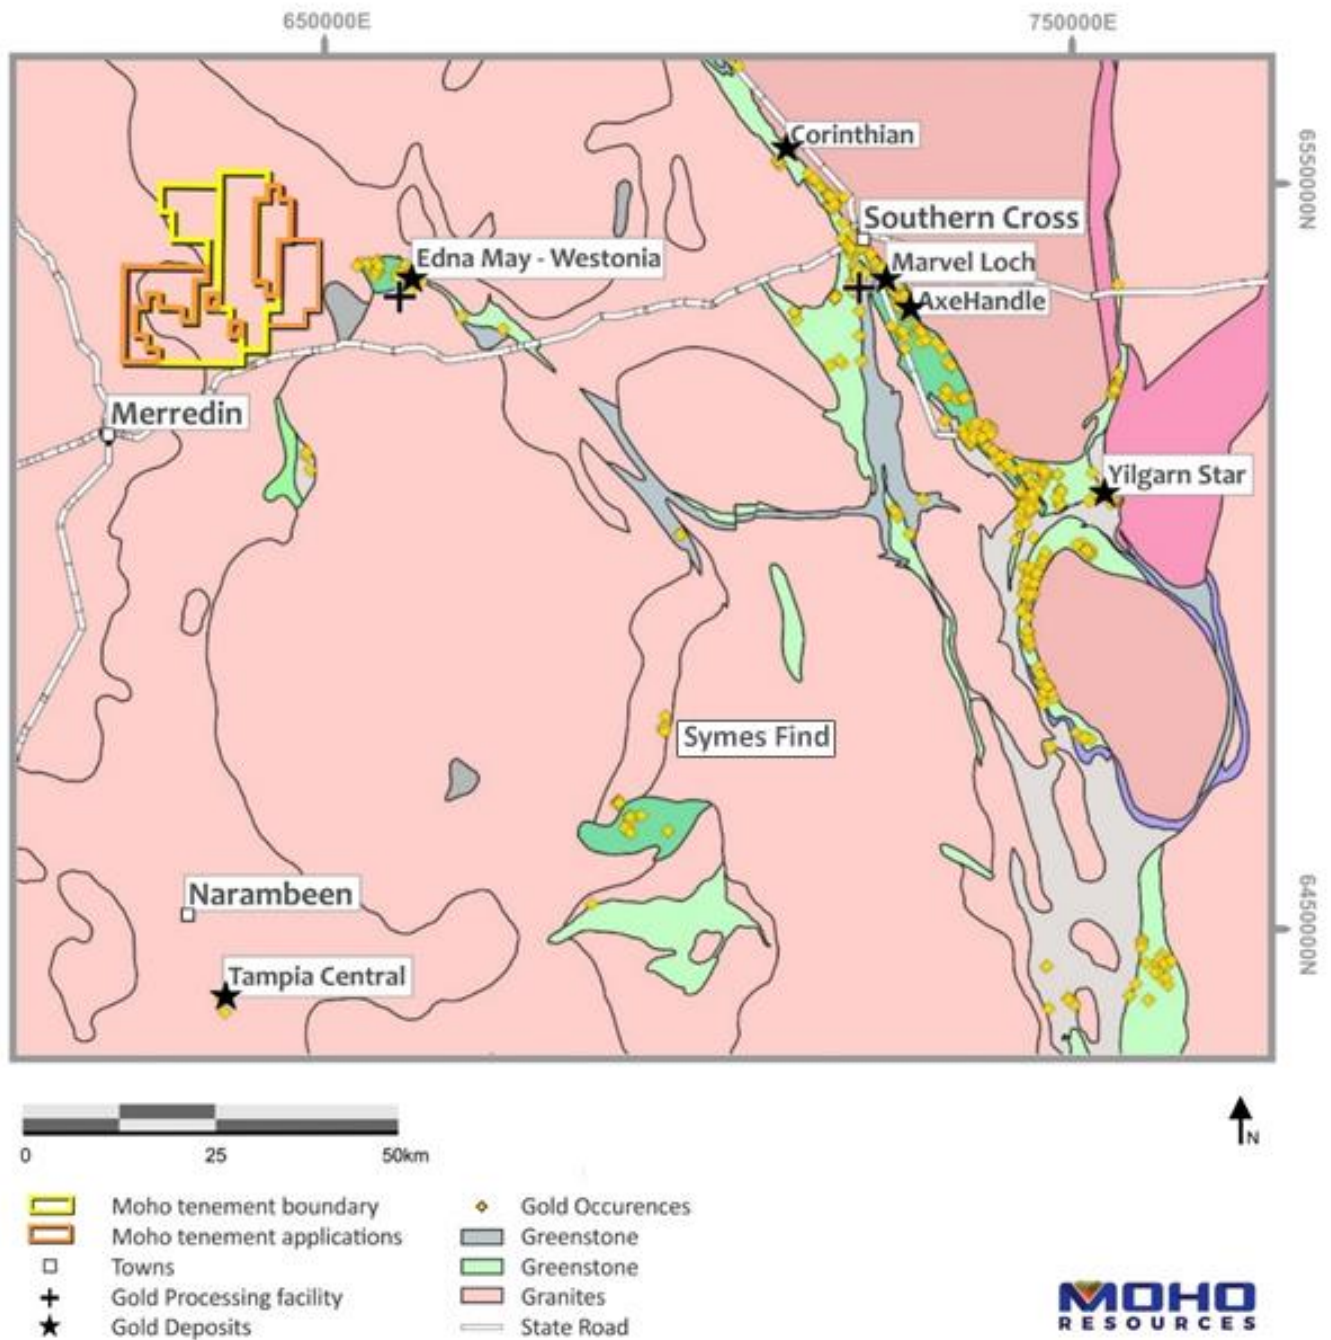 650000E
750000E
Corinthian
6550000N
Southern Cross
Edna May - Westonia
Marvel Loch
AxeHandle
Merredin
Yilgarn Star
Symes Find
Narambeen
6450000N
Tampia Central
0 25 50km
N
Moho tenement boundary
Moho tenement applications
Towns
Gold Processing facility
Gold Deposits
Gold Occurences
Greenstone
Greenstone
Granites
State Road
MOHO
RESOURCES